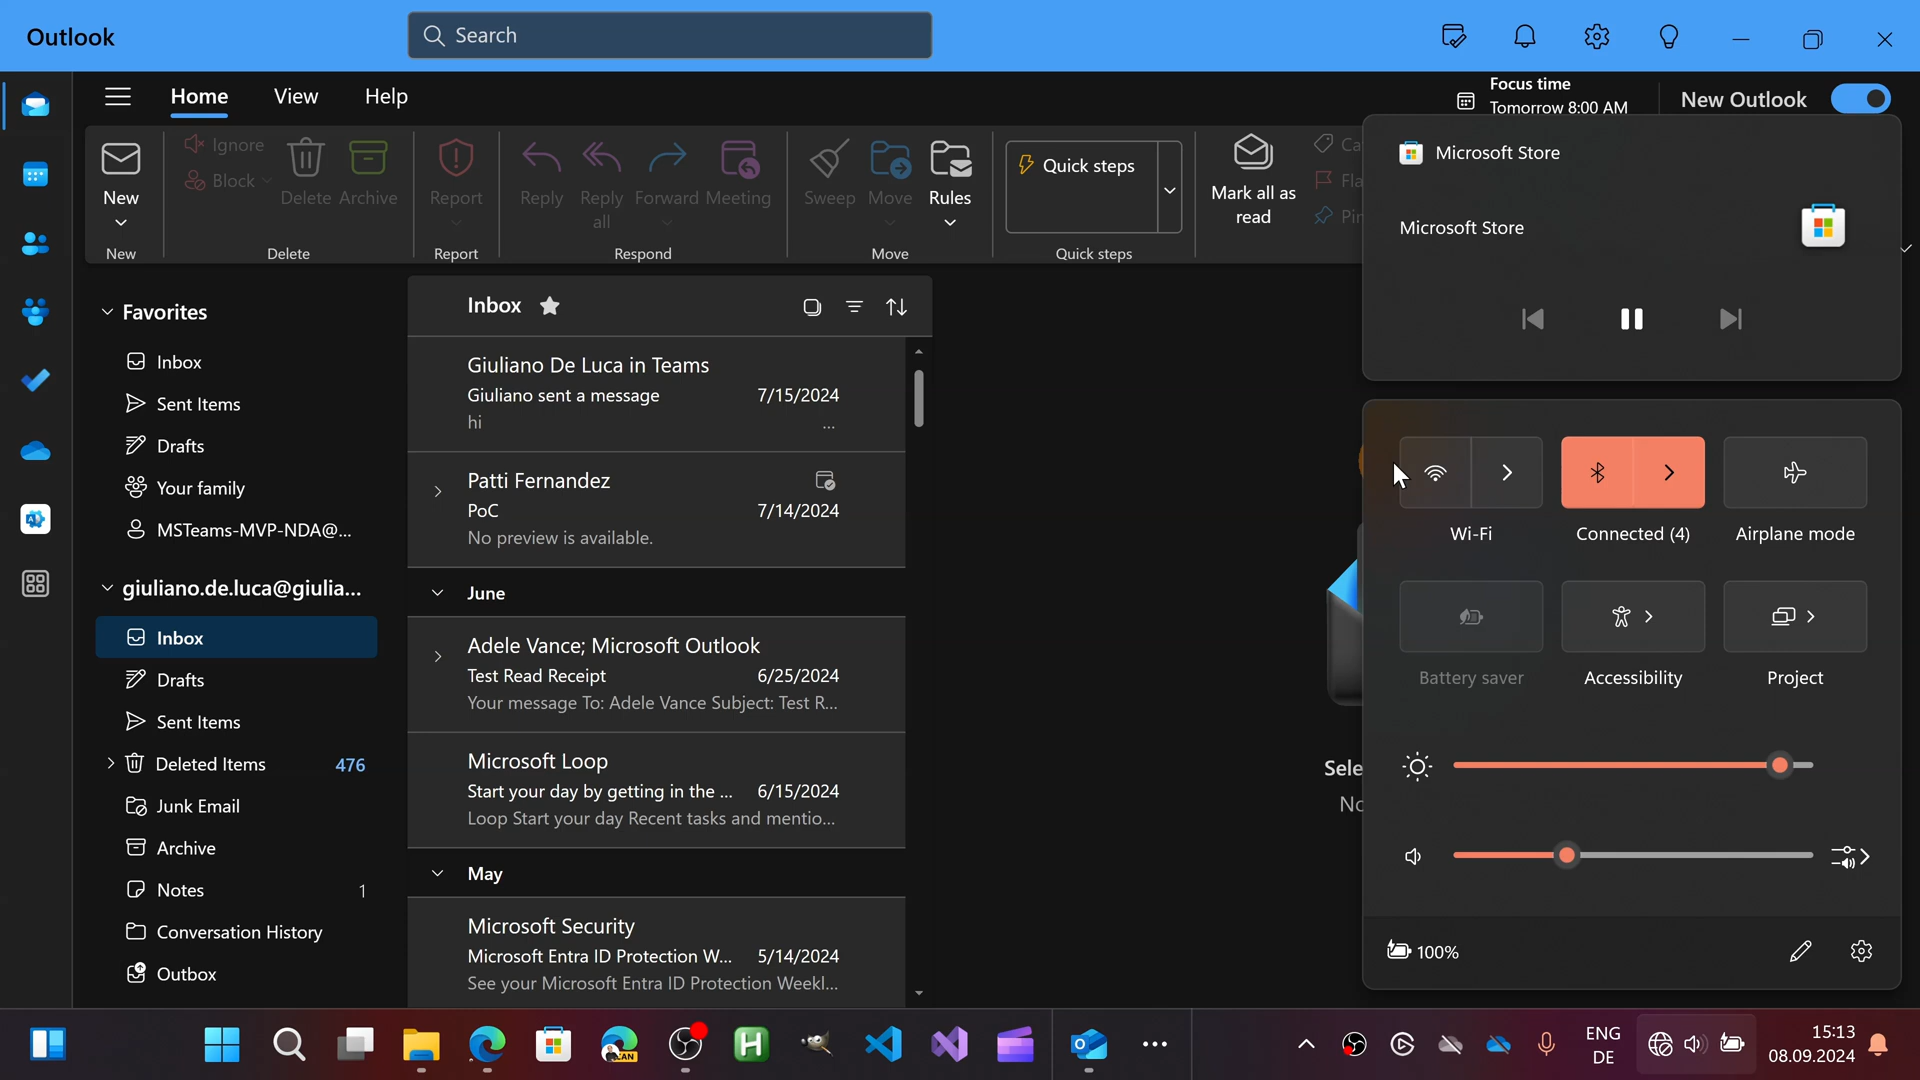 Outlook
Search
Home
View
Help
Focus time
Tomorrow 8:00 AM
New Outlook
New
Ignore
Block
Delete
Archive
Report
Reply
Reply all
Forward
Meeting
Sweep
Move
Rules
Quick steps
Mark all as read
Ca
Fla
Pin
New
Delete
Report
Respond
Move
Quick steps
Favorites
Inbox
Sent Items
Drafts
Your family
MSTeams-MVP-NDA@...
giuliano.de.luca@giulia...
Inbox
Drafts
Sent Items
Deleted Items 476
Junk Email
Archive
Notes 1
Conversation History
Outbox
Inbox
Giuliano De Luca in Teams
Giuliano sent a message 7/15/2024
hi ...
Patti Fernandez
PoC 7/14/2024
No preview is available.
June
Adele Vance; Microsoft Outlook
Test Read Receipt 6/25/2024
Your message To: Adele Vance Subject: Test R...
Microsoft Loop
Start your day by getting in the ... 6/15/2024
Loop Start your day Recent tasks and mentio...
May
Microsoft Security
Microsoft Entra ID Protection W... 5/14/2024
See your Microsoft Entra ID Protection Weekl...
Sele
No
Microsoft Store
Microsoft Store
Wi-Fi
Connected (4)
Airplane mode
Battery saver
Accessibility
Project
100%
CAN
ENG
DE
15:13
08.09.2024